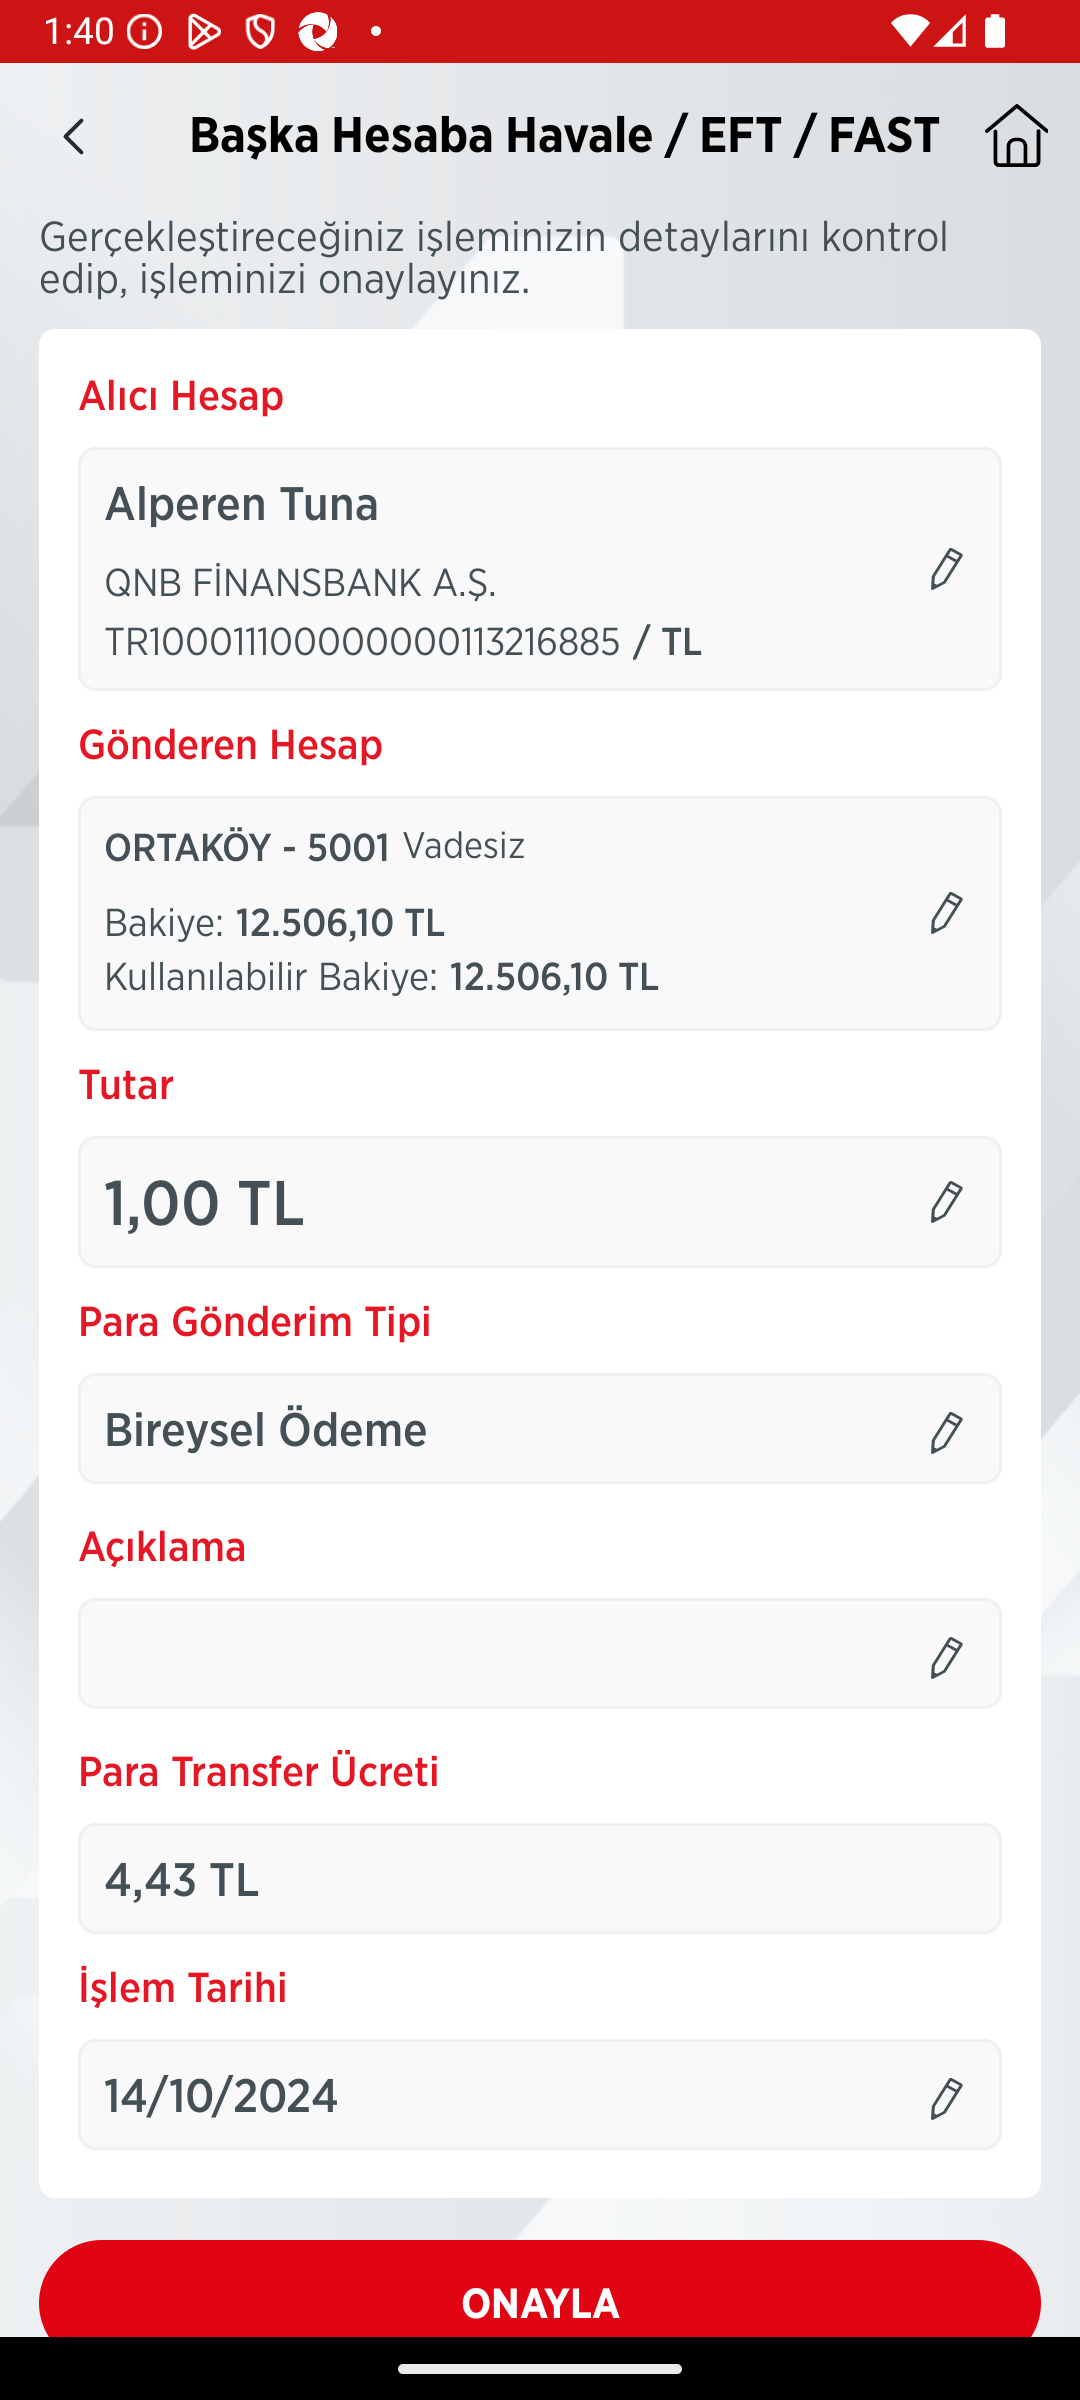 1:40
Başka Hesaba Havale / EFT / FAST
Gerçekleştireceğiniz işleminizin detaylarını kontrol
edip, işleminizi onaylayınız.
Alıcı Hesap
Alperen Tuna
QNB FİNANSBANK A.Ş.
TR100011100000000113216885 / TL
Gönderen Hesap
ORTAKÖY - 5001 Vadesiz
Bakiye: 12.506,10 TL
Kullanılabilir Bakiye: 12.506,10 TL
Tutar
1,00 TL
Para Gönderim Tipi
Bireysel Ödeme
Açıklama
Para Transfer Ücreti
4,43 TL
İşlem Tarihi
14/10/2024
ONAYLA